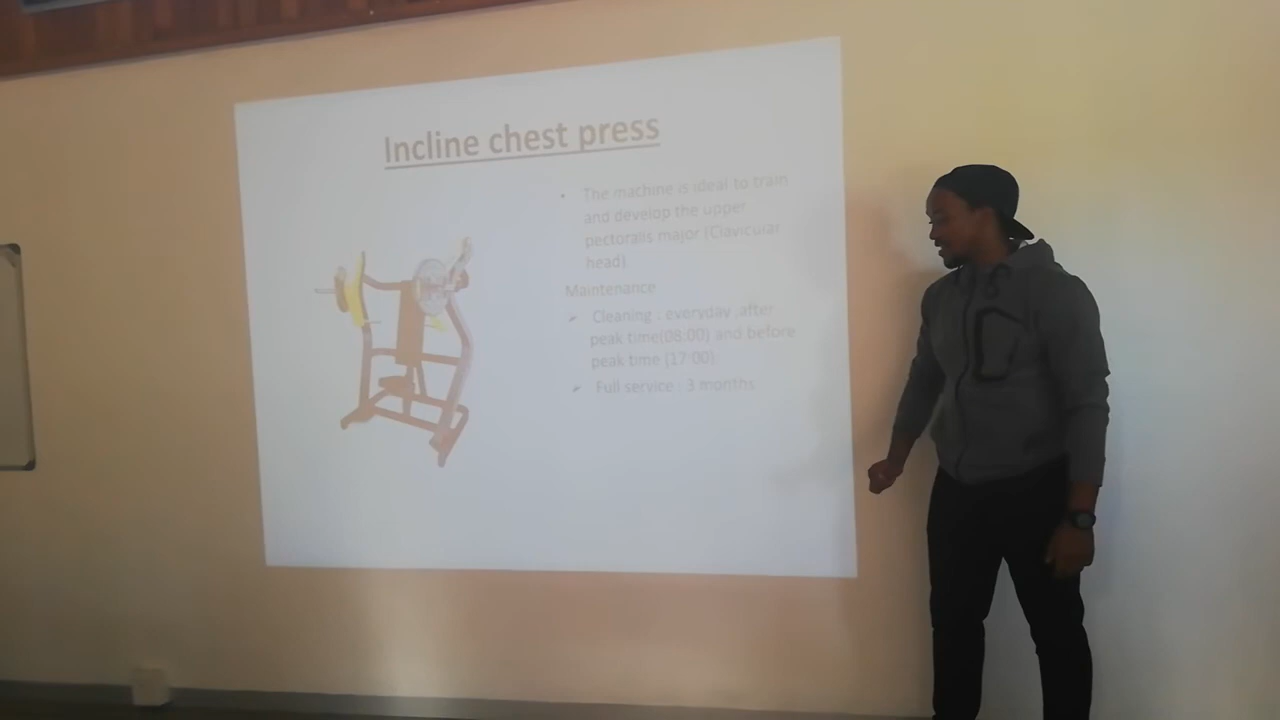 Incline chest press
• The machine is ideal to train
and develop the upper
pectoralis major (Clavicular
head)
Maintenance
➢ Cleaning : everyday ,after
peak time(08.00) and before
peak time (17:00)
➢ Full service : 3 months